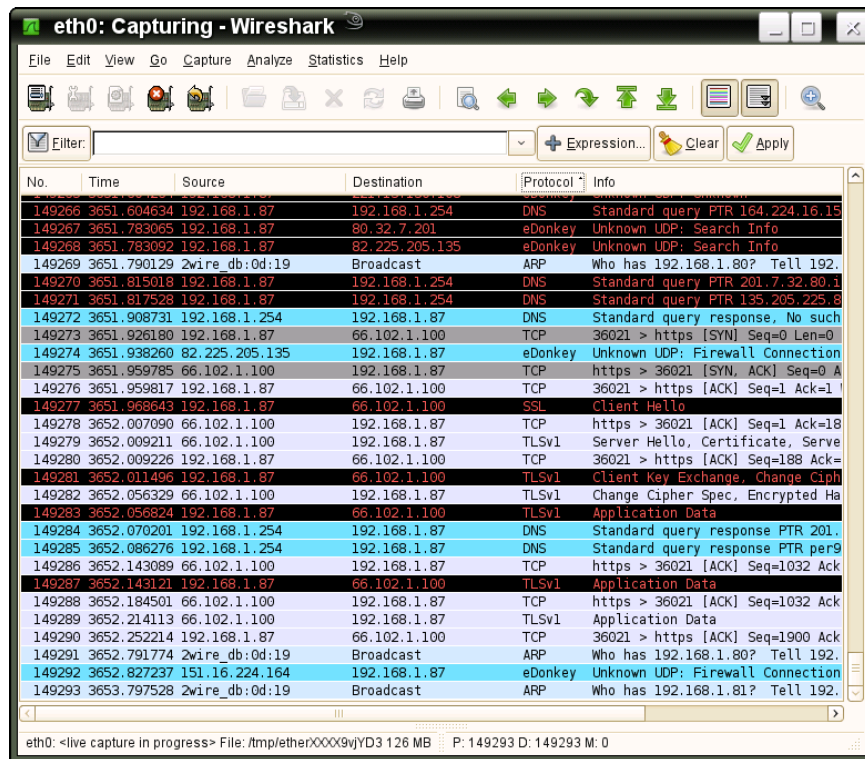 eth0: Capturing - Wireshark
File Edit View Go Capture Analyze Statistics Help
Filter: Expression... Clear Apply
No. Time Source Destination Protocol Info
149266 3651.604634 192.168.1.87 192.168.1.254 DNS Standard query PTR 164.224.16.15
149267 3651.783065 192.168.1.87 80.32.7.201 eDonkey Unknown UDP: Search Info
149268 3651.783092 192.168.1.87 82.225.205.135 eDonkey Unknown UDP: Search Info
149269 3651.790129 2wire_db:0d:19 Broadcast ARP Who has 192.168.1.80? Tell 192.
149270 3651.815018 192.168.1.87 192.168.1.254 DNS Standard query PTR 201.7.32.80.i
149271 3651.817528 192.168.1.87 192.168.1.254 DNS Standard query PTR 135.205.225.8
149272 3651.908731 192.168.1.254 192.168.1.87 DNS Standard query response, No such
149273 3651.926180 192.168.1.87 66.102.1.100 TCP 36021 > https [SYN] Seq=0 Len=0
149274 3651.938260 82.225.205.135 192.168.1.87 eDonkey Unknown UDP: Firewall Connection
149275 3651.959785 66.102.1.100 192.168.1.87 TCP https > 36021 [SYN, ACK] Seq=0 A
149276 3651.959817 192.168.1.87 66.102.1.100 TCP 36021 > https [ACK] Seq=1 Ack=1
149277 3651.968643 192.168.1.87 66.102.1.100 SSL Client Hello
149278 3652.007090 66.102.1.100 192.168.1.87 TCP https > 36021 [ACK] Seq=1 Ack=18
149279 3652.009211 66.102.1.100 192.168.1.87 TLSv1 Server Hello, Certificate, Serve
149280 3652.009226 192.168.1.87 66.102.1.100 TCP 36021 > https [ACK] Seq=188 Ack=
149281 3652.011496 192.168.1.87 66.102.1.100 TLSv1 Client Key Exchange, Change Ciph
149282 3652.056329 66.102.1.100 192.168.1.87 TLSv1 Change Cipher Spec, Encrypted Ha
149283 3652.056824 192.168.1.87 66.102.1.100 TLSv1 Application Data
149284 3652.070201 192.168.1.254 192.168.1.87 DNS Standard query response PTR 201.
149285 3652.086276 192.168.1.254 192.168.1.87 DNS Standard query response PTR per9
149286 3652.143089 66.102.1.100 192.168.1.87 TCP https > 36021 [ACK] Seq=1032 Ack
149287 3652.143121 192.168.1.87 66.102.1.100 TLSv1 Application Data
149288 3652.184501 66.102.1.100 192.168.1.87 TCP https > 36021 [ACK] Seq=1032 Ack
149289 3652.214113 66.102.1.100 192.168.1.87 TLSv1 Application Data
149290 3652.252214 192.168.1.87 66.102.1.100 TCP 36021 > https [ACK] Seq=1900 Ack
149291 3652.791774 2wire_db:0d:19 Broadcast ARP Who has 192.168.1.80? Tell 192.
149292 3652.827237 151.16.224.164 192.168.1.87 eDonkey Unknown UDP: Firewall Connection
149293 3653.797528 2wire_db:0d:19 Broadcast ARP Who has 192.168.1.81? Tell 192.
eth0: <live capture in progress> File: /tmp/etherXXXX9vjYD3 126 MB P: 149293 D: 149293 M: 0